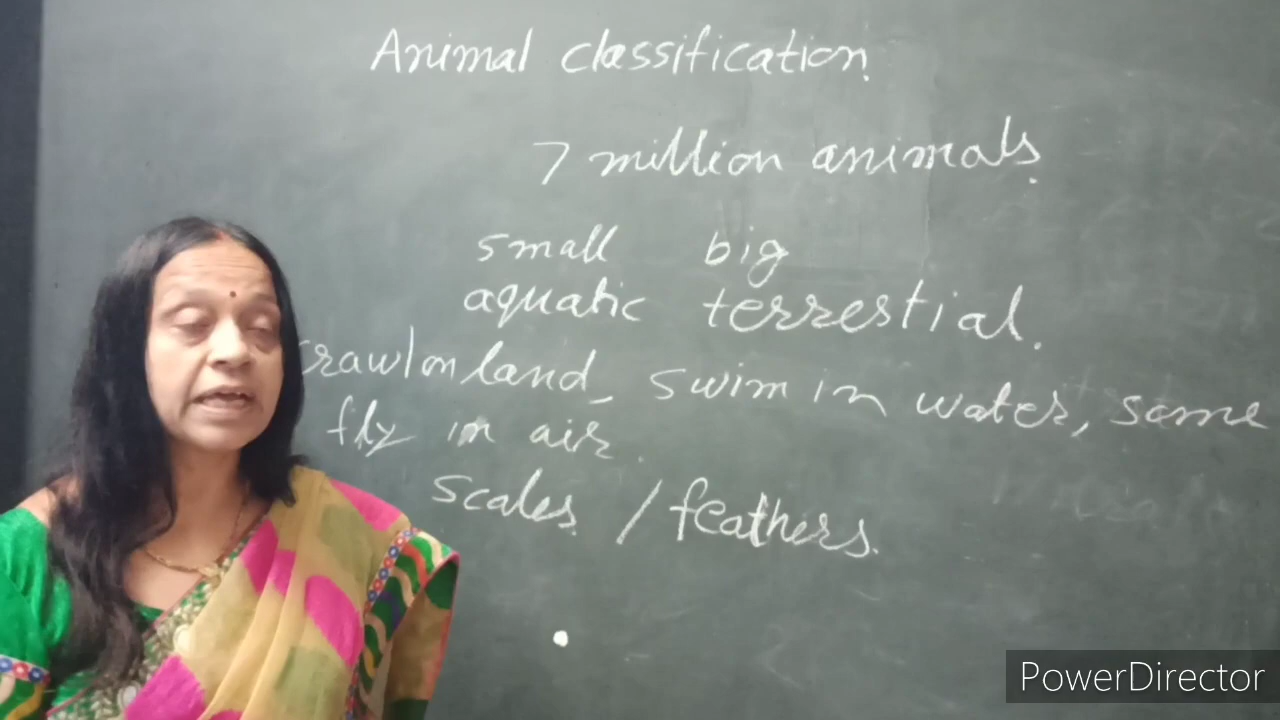 Animal classification.
7 million animals.
small big
aquatic terrestial.
crawl on land, swim in water, some
fly in air.
scales / feathers.
PowerDirector